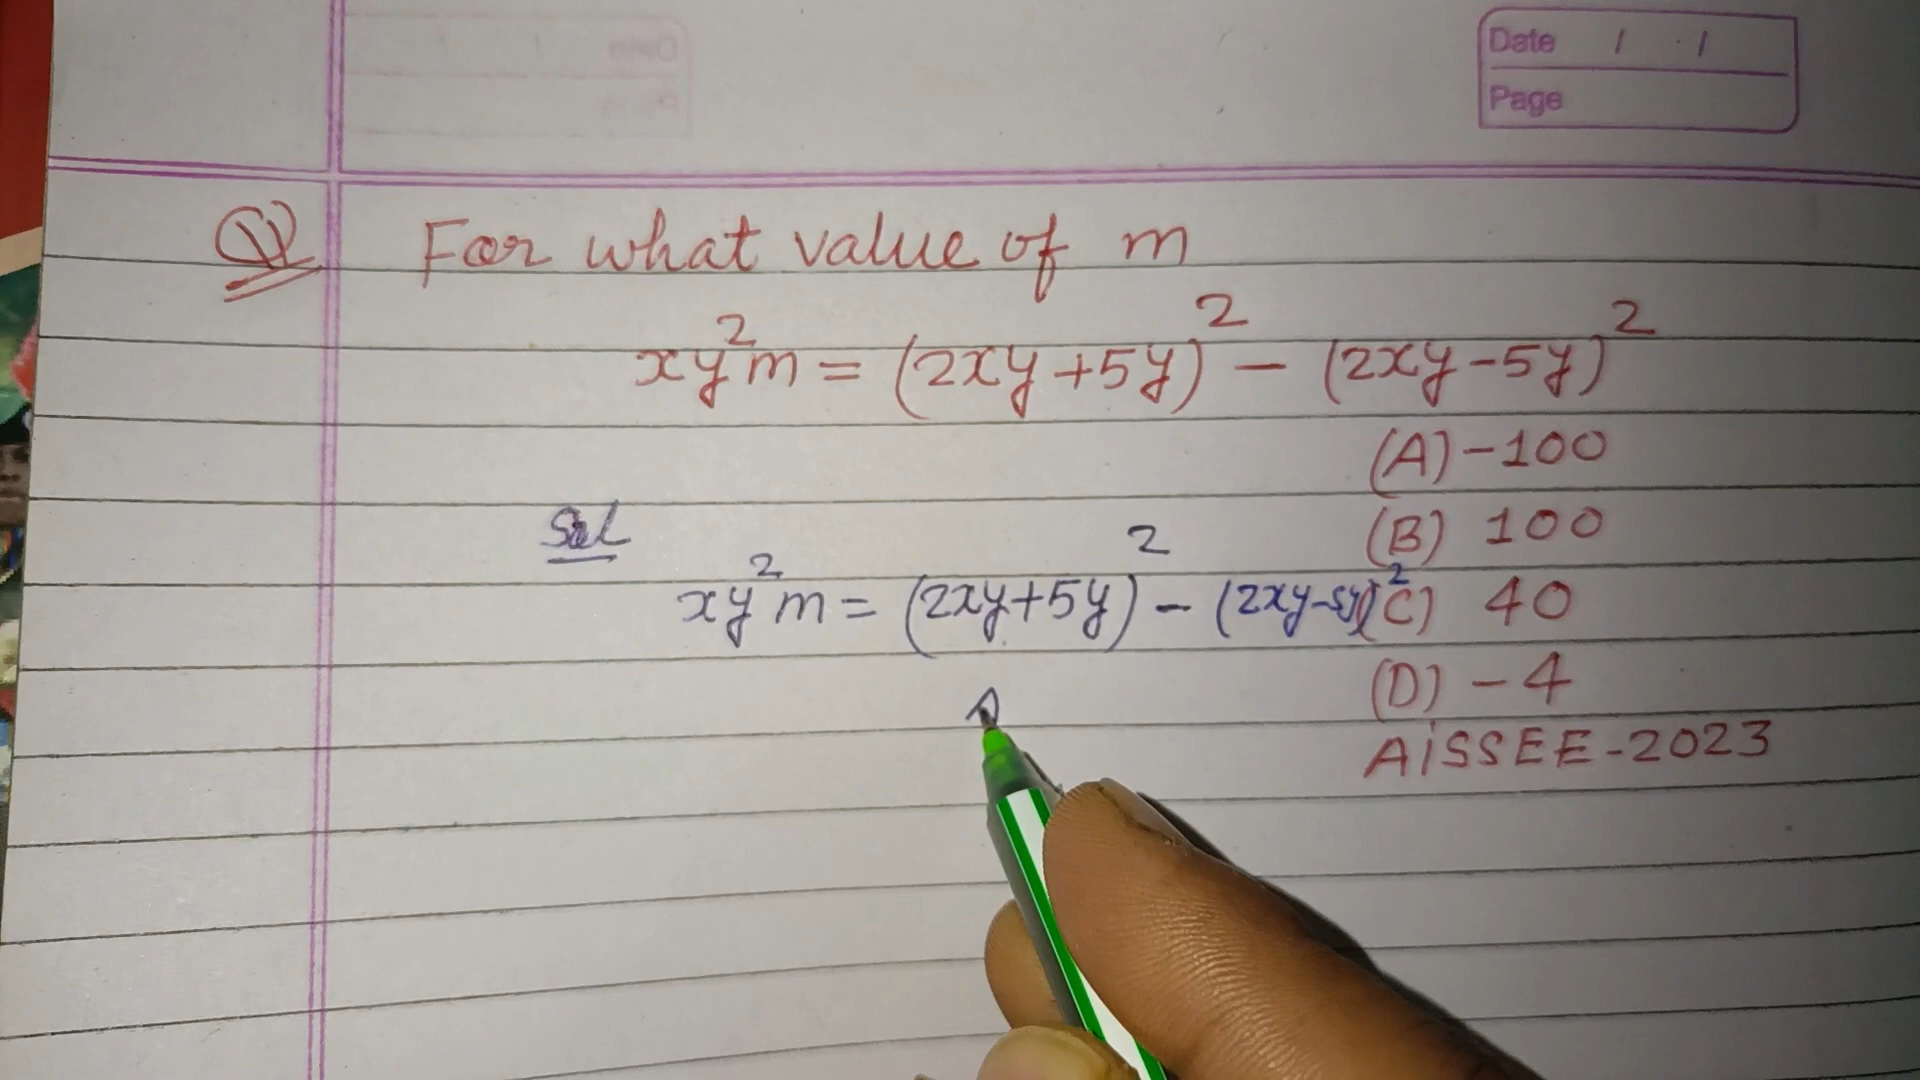 Date / /
Page
Q For what value of m
xy²m = (2xy+5y)² - (2xy-5y)²
(A) -100
(B) 100
(C) 40
(D) -4
AiSSEE-2023
Sol
xy²m = (2xy+5y)² - (2xy-5y)²